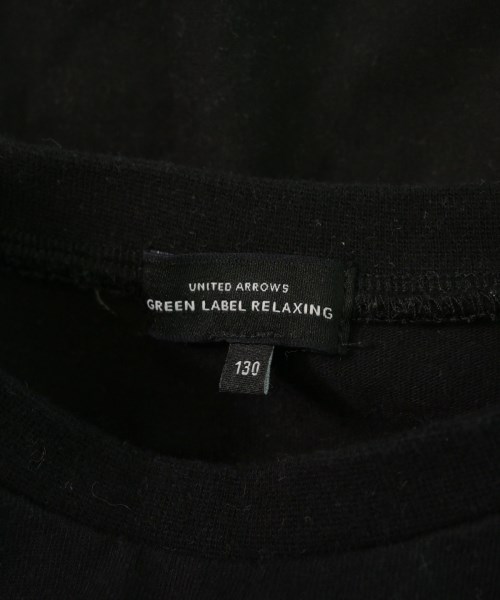 UNITED ARROWS
GREEN LABEL RELAXING
130